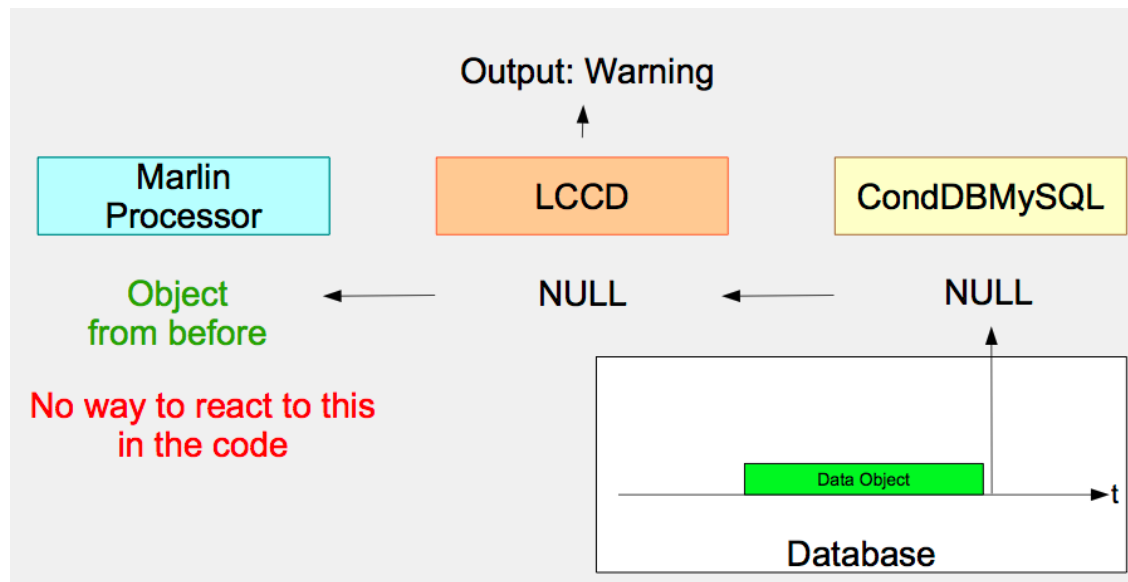 Output: Warning
Marlin
Processor
LCCD
CondDBMySQL
Object
from before
NULL
NULL
No way to react to this
in the code
Data Object
t
Database